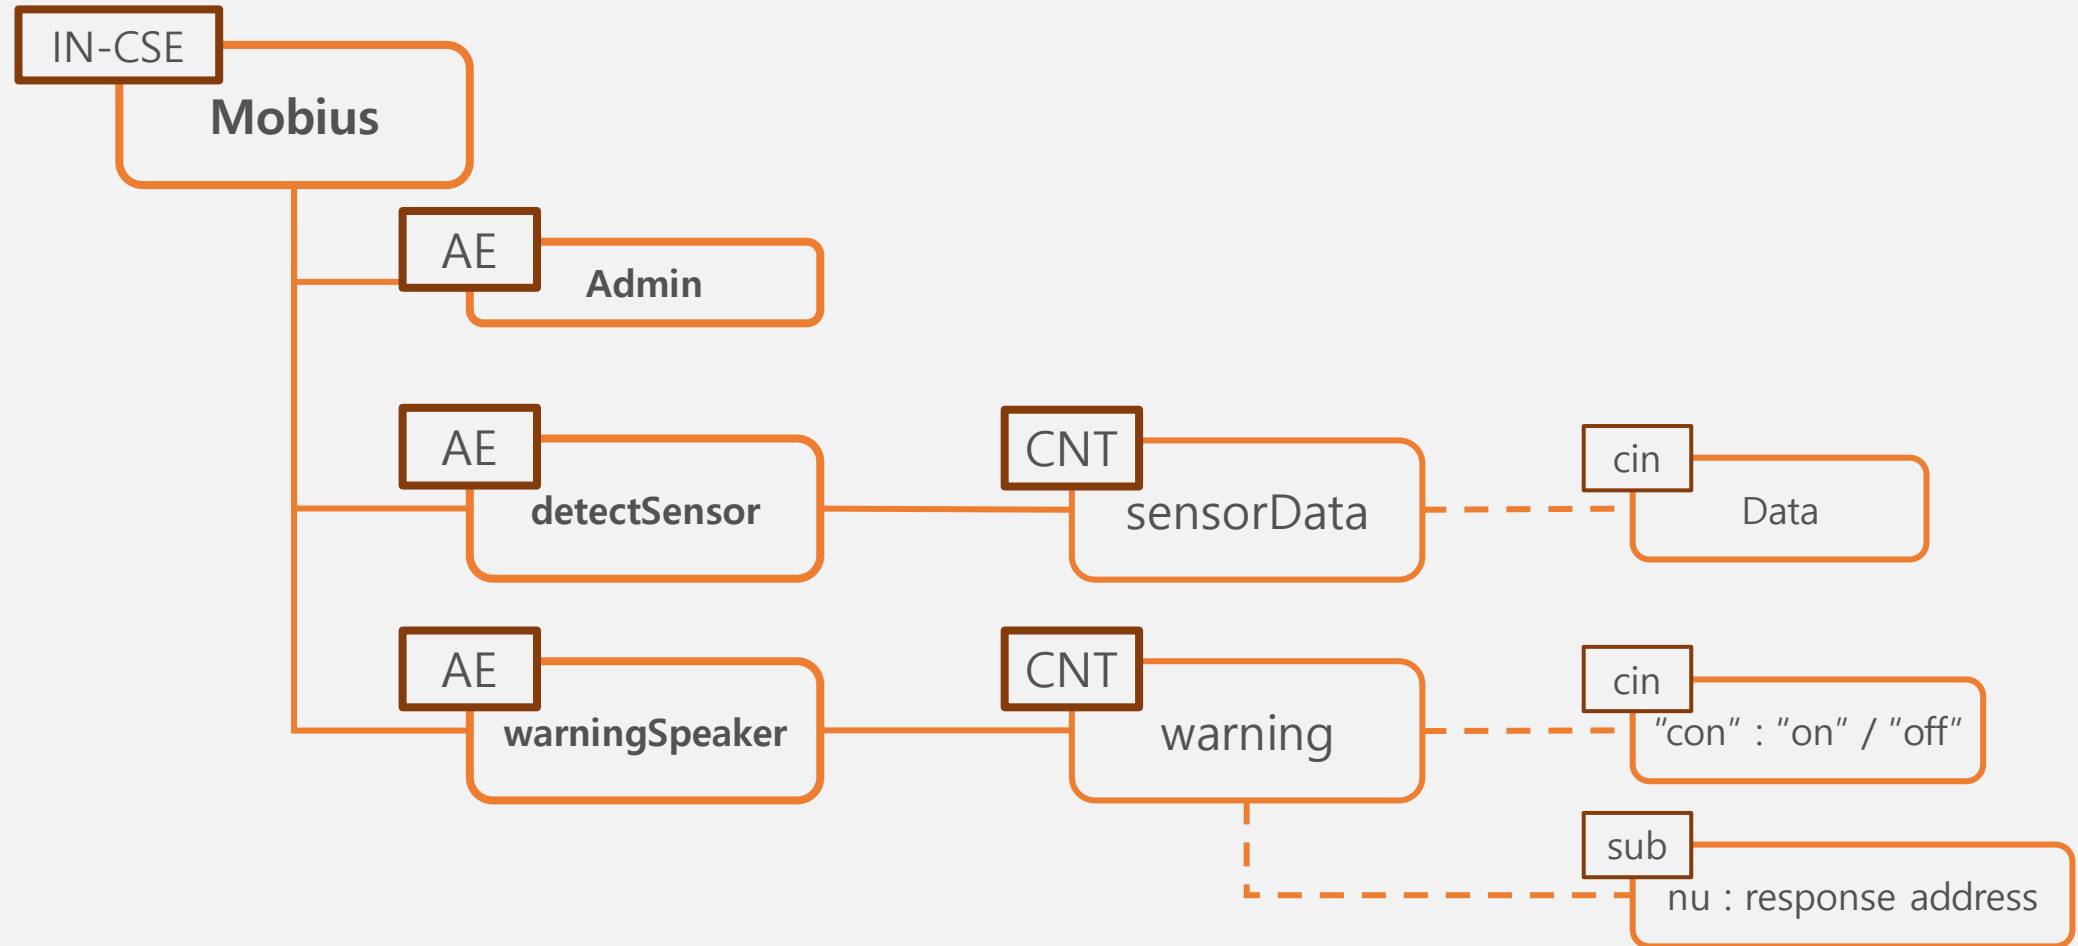 IN-CSE
Mobius
AE
Admin
AE
detectSensor
CNT
sensorData
cin
Data
AE
warningSpeaker
CNT
warning
cin
“con” : “on” / “off”
sub
nu : response address